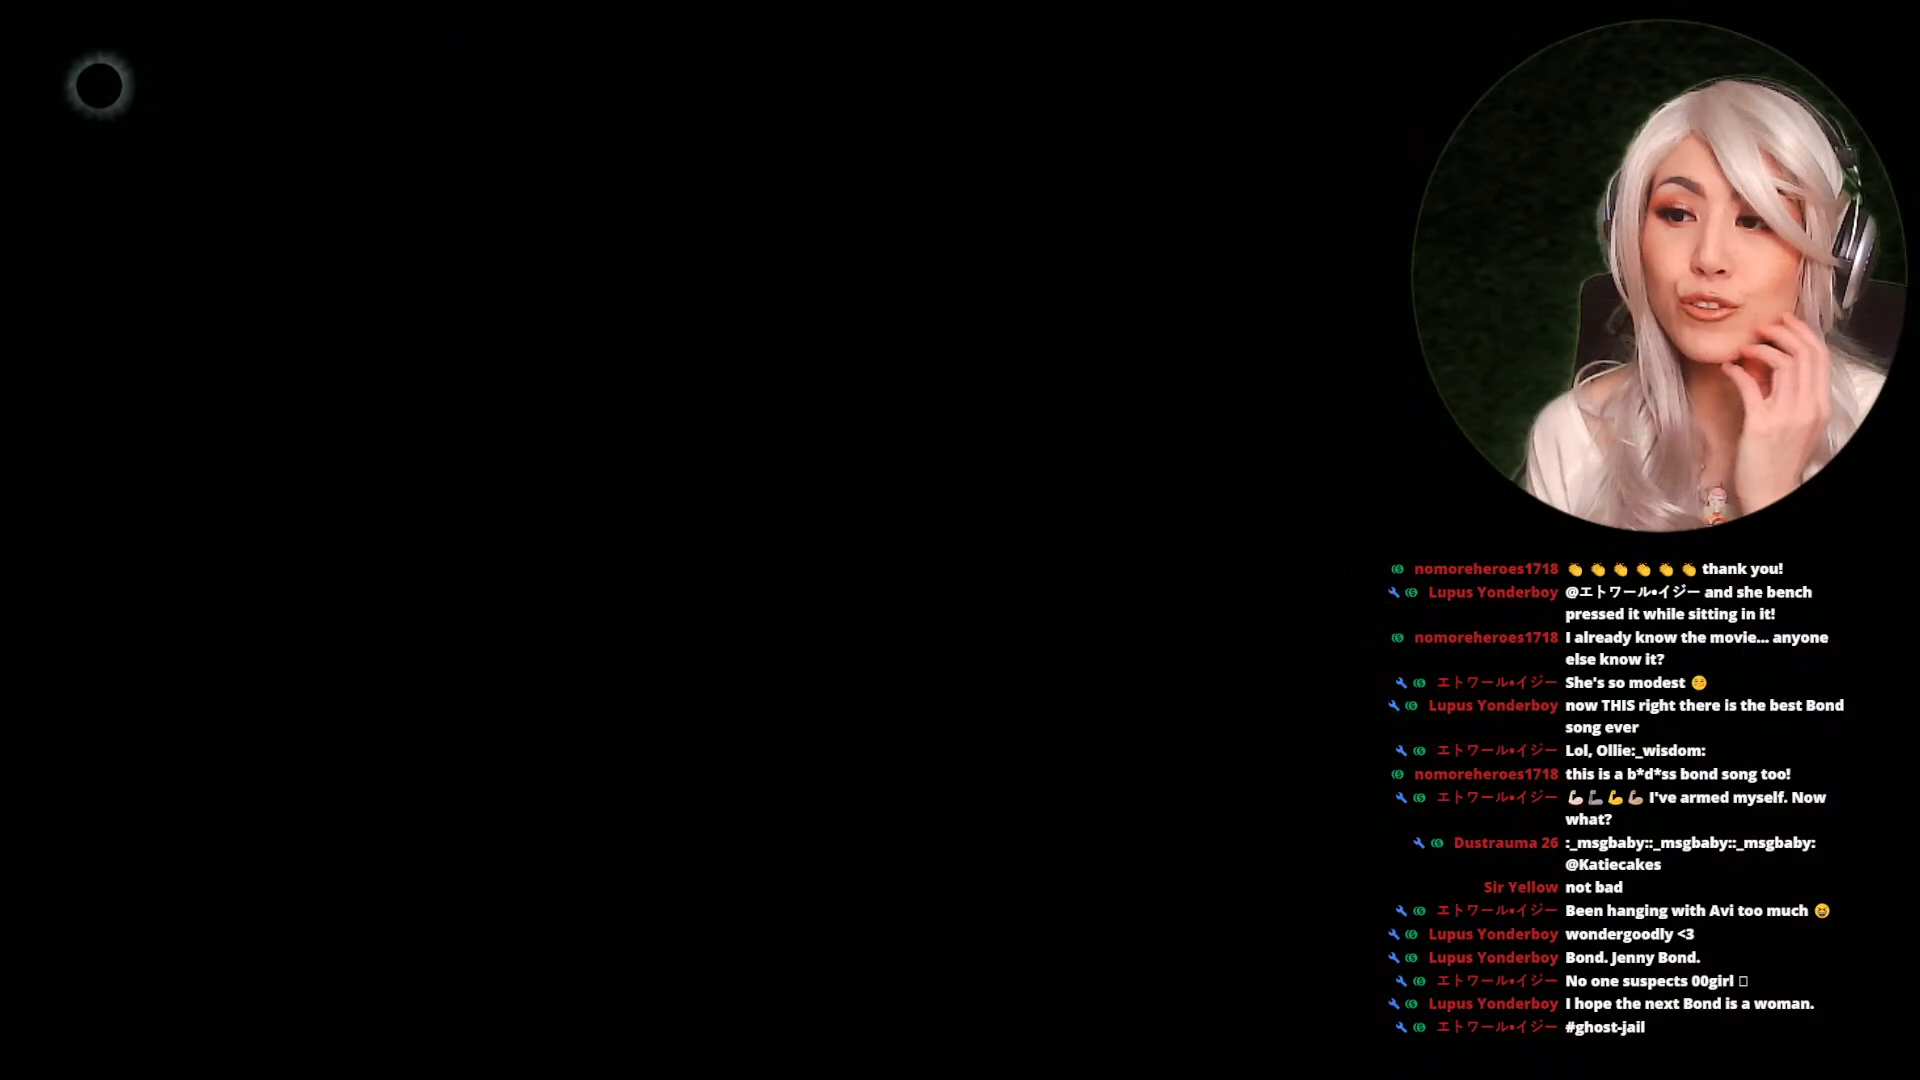 nomoreheroes1718 👏 👏 👏 👏 👏 👏 thank you!
Lupus Yonderboy @エトワール•イジー and she bench
pressed it while sitting in it!
nomoreheroes1718 I already know the movie... anyone
else know it?
エトワール•イジー She's so modest 😊
Lupus Yonderboy now THIS right there is the best Bond
song ever
エトワール•イジー Lol, Ollie:_wisdom:
nomoreheroes1718 this is a b*d*ss bond song too!
エトワール•イジー 💪🏻💪🏿💪💪🏽 I've armed myself. Now
what?
Dustrauma 26 :_msgbaby::_msgbaby::_msgbaby:
@Katiecakes
Sir Yellow not bad
エトワール•イジー Been hanging with Avi too much 😆
Lupus Yonderboy wondergoodly <3
Lupus Yonderboy Bond. Jenny Bond.
エトワール•イジー No one suspects 00girl
Lupus Yonderboy I hope the next Bond is a woman.
エトワール•イジー #ghost-jail